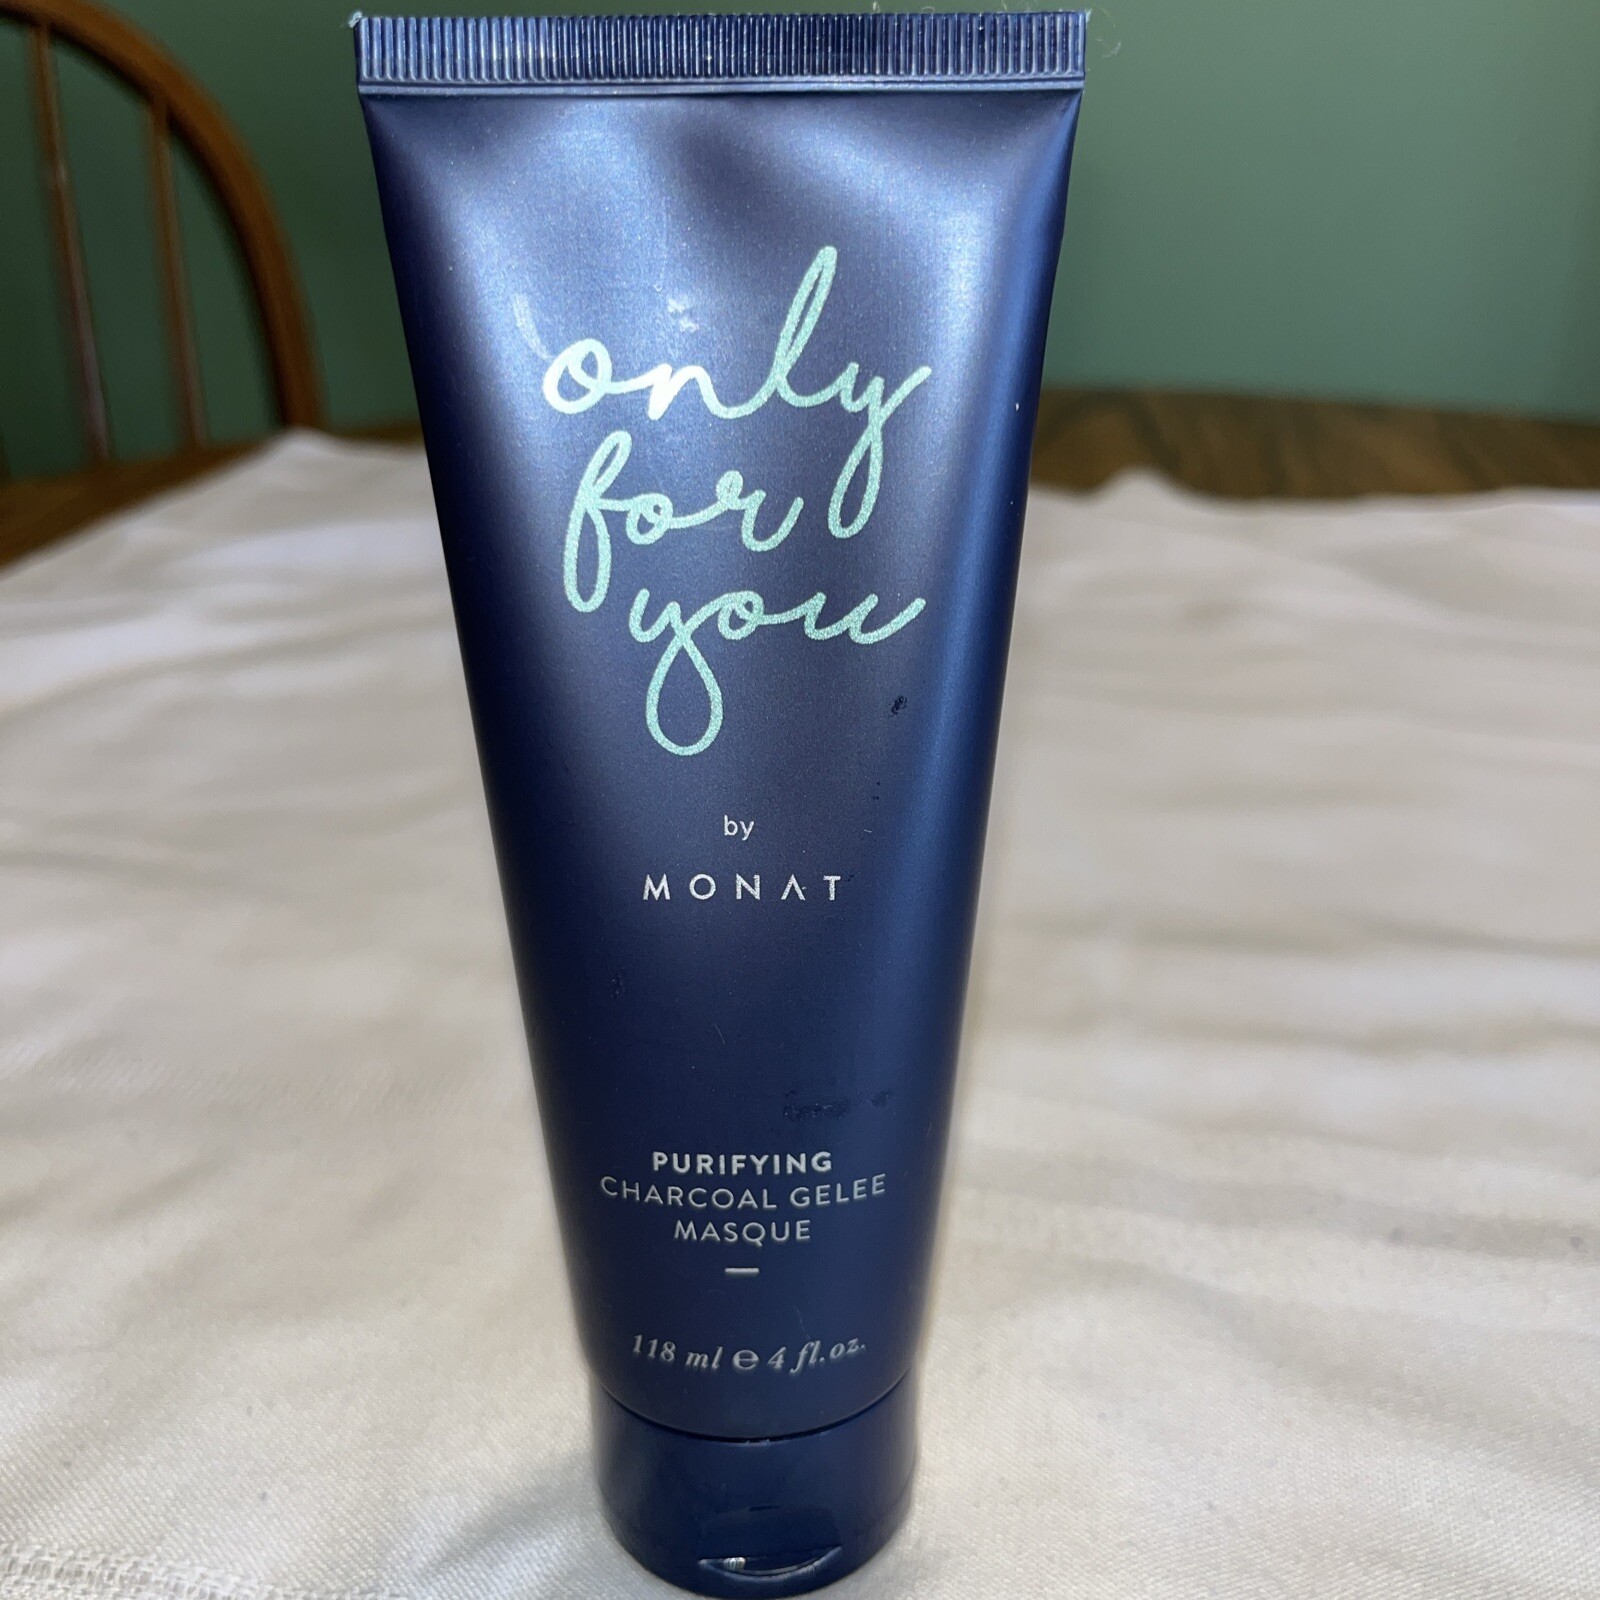 only
for
you
by
MONAT
PURIFYING
CHARCOAL GELEE
MASQUE
118 ml ℮ 4 fl.oz.